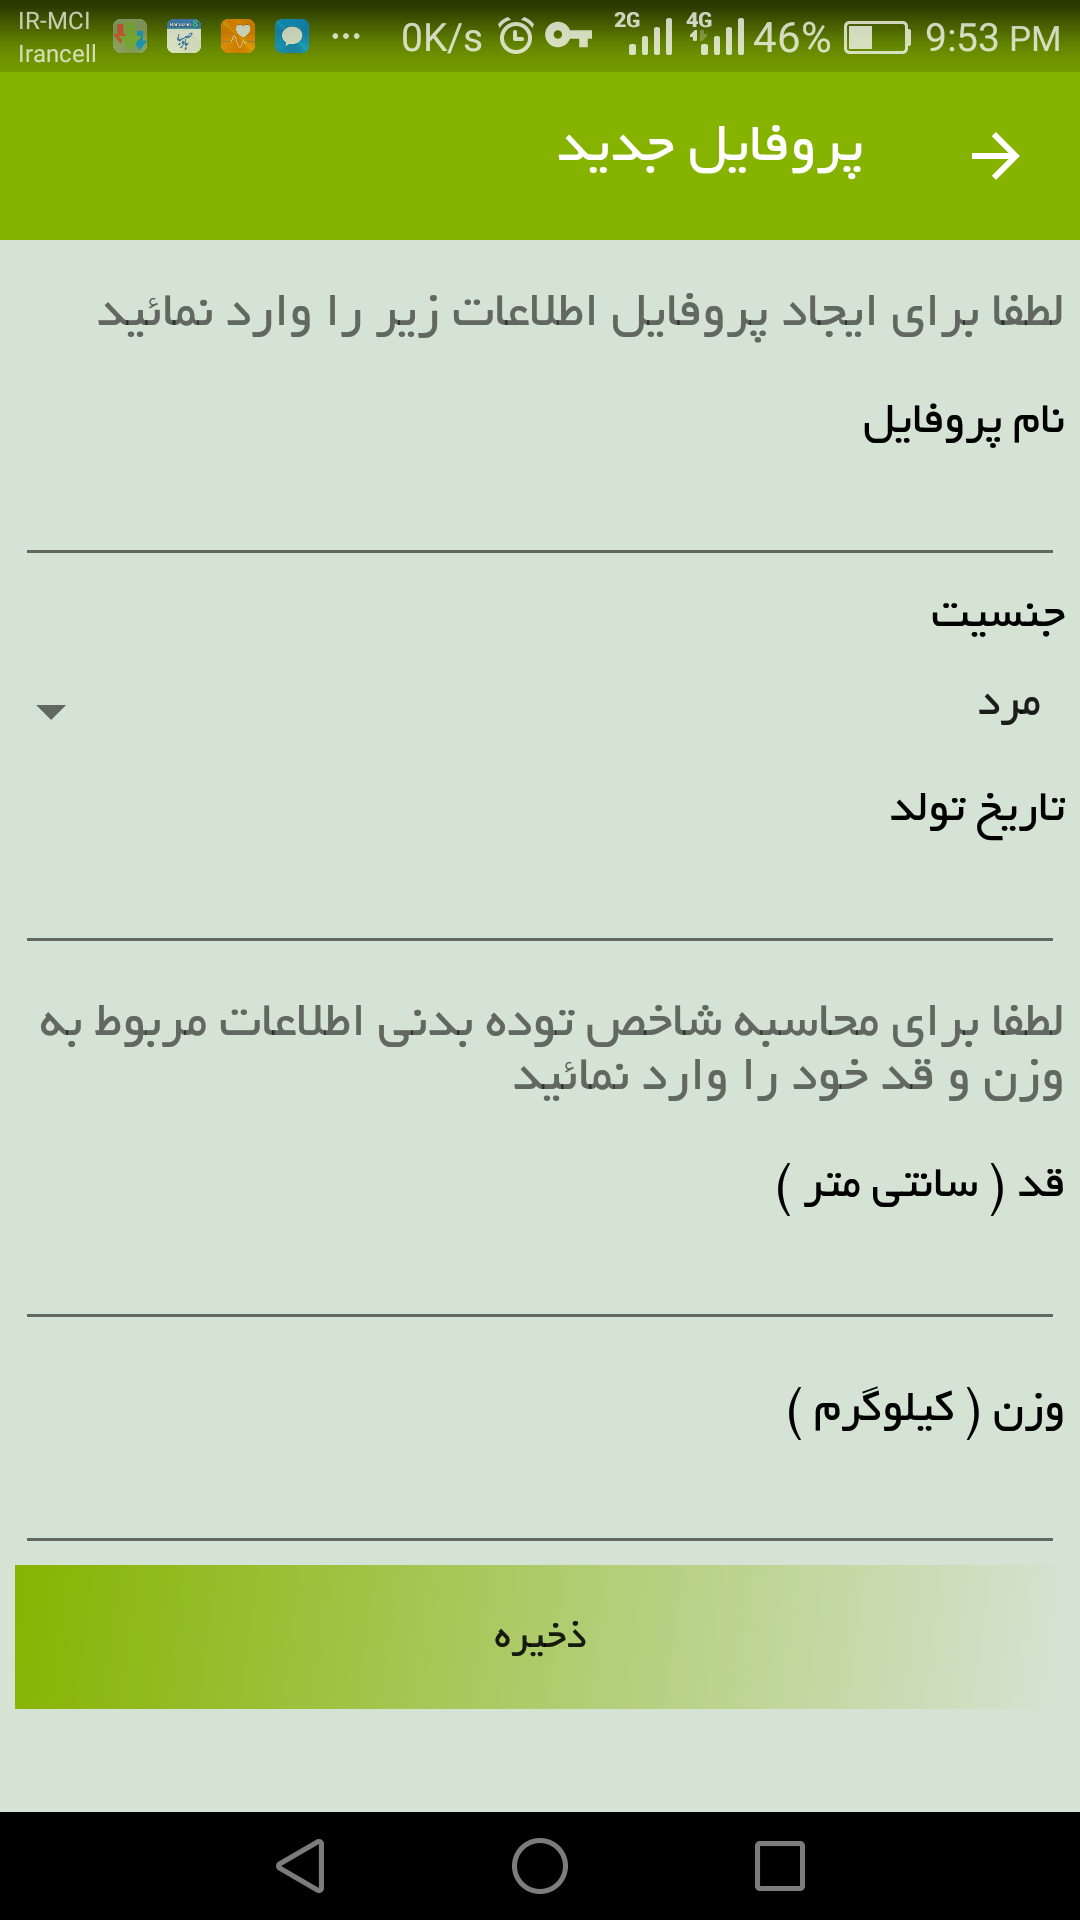 IR-MCI
Irancell
0K/s 2G 4G 46% 9:53 PM
پروفایل جدید
لطفا برای ایجاد پروفایل اطلاعات زیر را وارد نمائید
نام پروفایل
جنسیت
مرد
تاریخ تولد
لطفا برای محاسبه شاخص توده بدنی اطلاعات مربوط به
وزن و قد خود را وارد نمائید
قد ( سانتی متر )
وزن ( کیلوگرم )
ذخیره